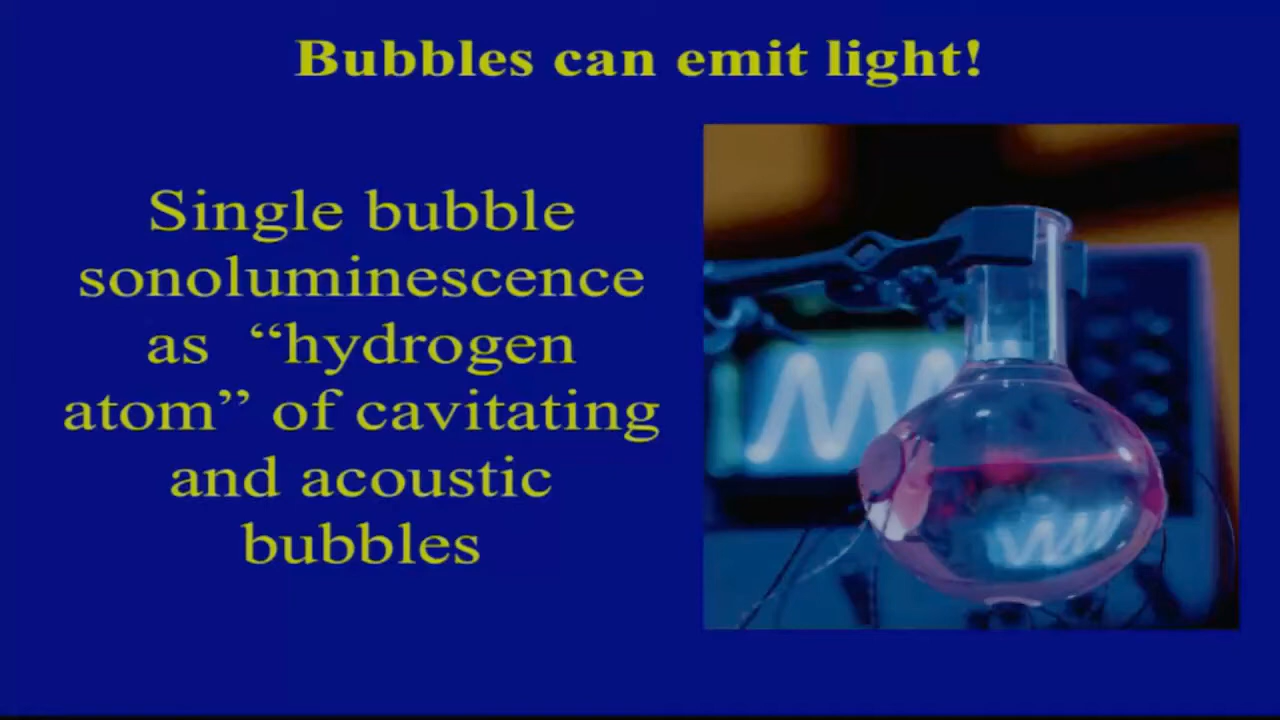 Bubbles can emit light!
Single bubble
sonoluminescence
as “hydrogen
atom” of cavitating
and acoustic
bubbles